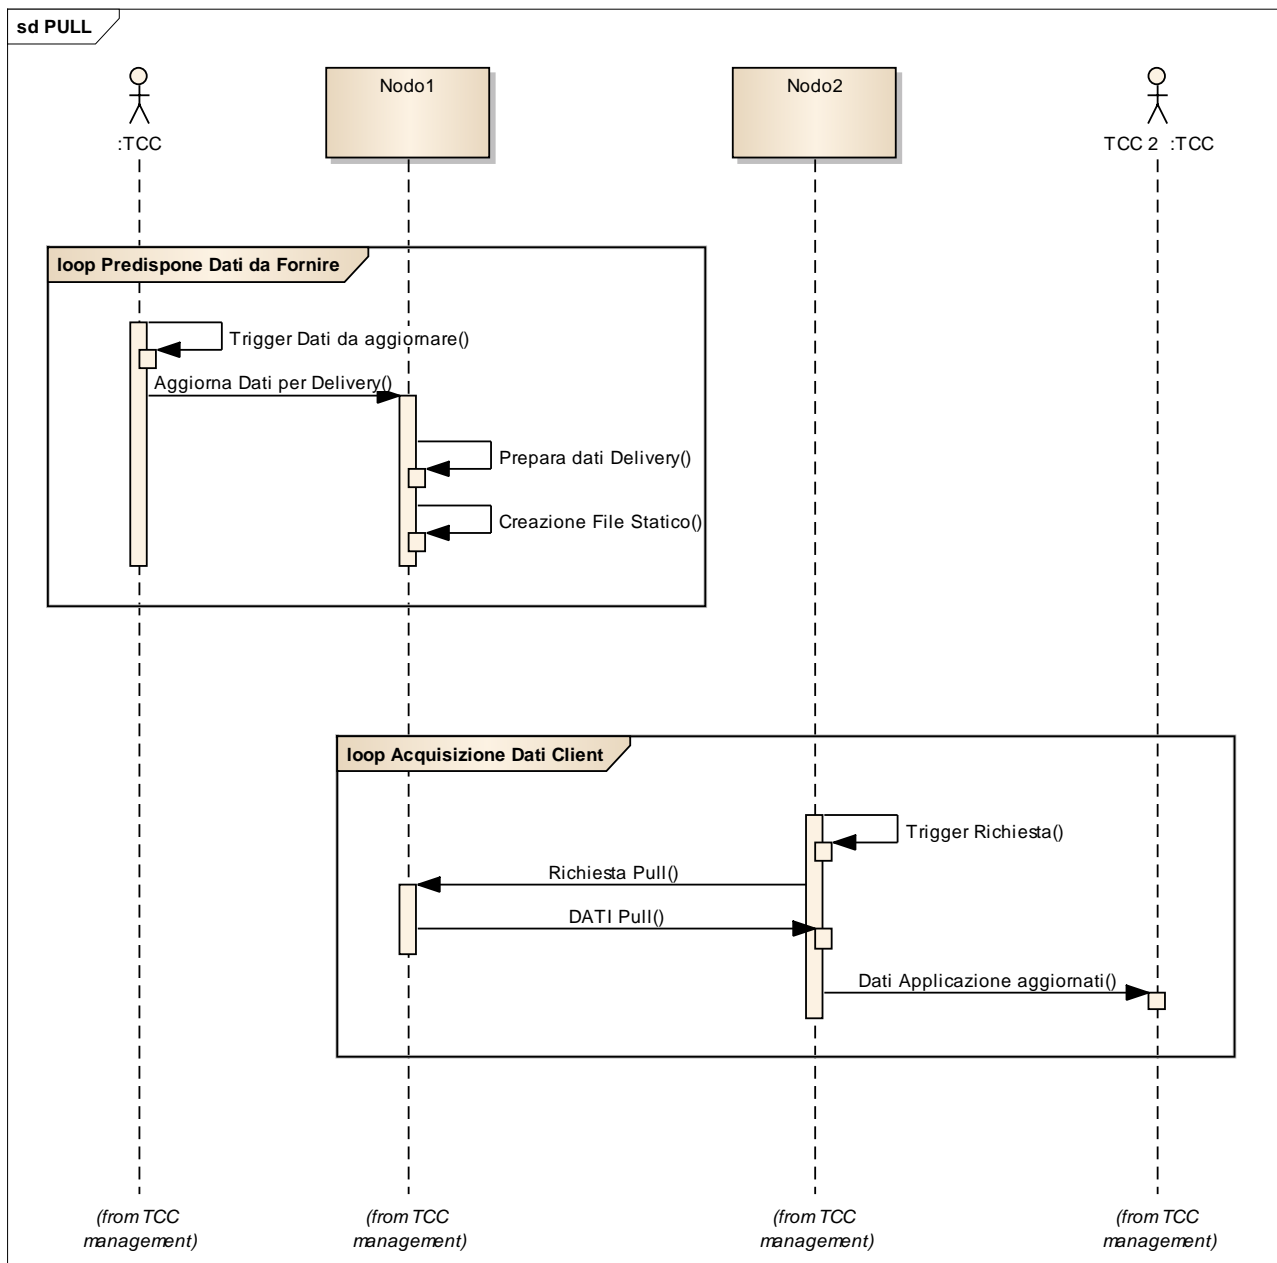 sd PULL
:TCC
Nodo1
Nodo2
TCC 2 :TCC
loop Predispone Dati da Fornire
Trigger Dati da aggiornare()
Aggiorna Dati per Delivery()
Prepara dati Delivery()
Creazione File Statico()
loop Acquisizione Dati Client
Trigger Richiesta()
Richiesta Pull()
DATI Pull()
Dati Applicazione aggiornati()
(from TCC
management)
(from TCC
management)
(from TCC
management)
(from TCC
management)